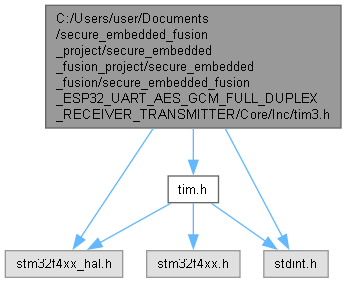 C:/Users/user/Documents
/secure_embedded_fusion
_project/secure_embedded
_fusion_project/secure_embedded
_fusion/secure_embedded_fusion
_ESP32_UART_AES_GCM_FULL_DUPLEX
_RECEIVER_TRANSMITTER/Core/Inc/tim3.h
tim.h
stm32f4xx_hal.h
stm32f4xx.h
stdint.h